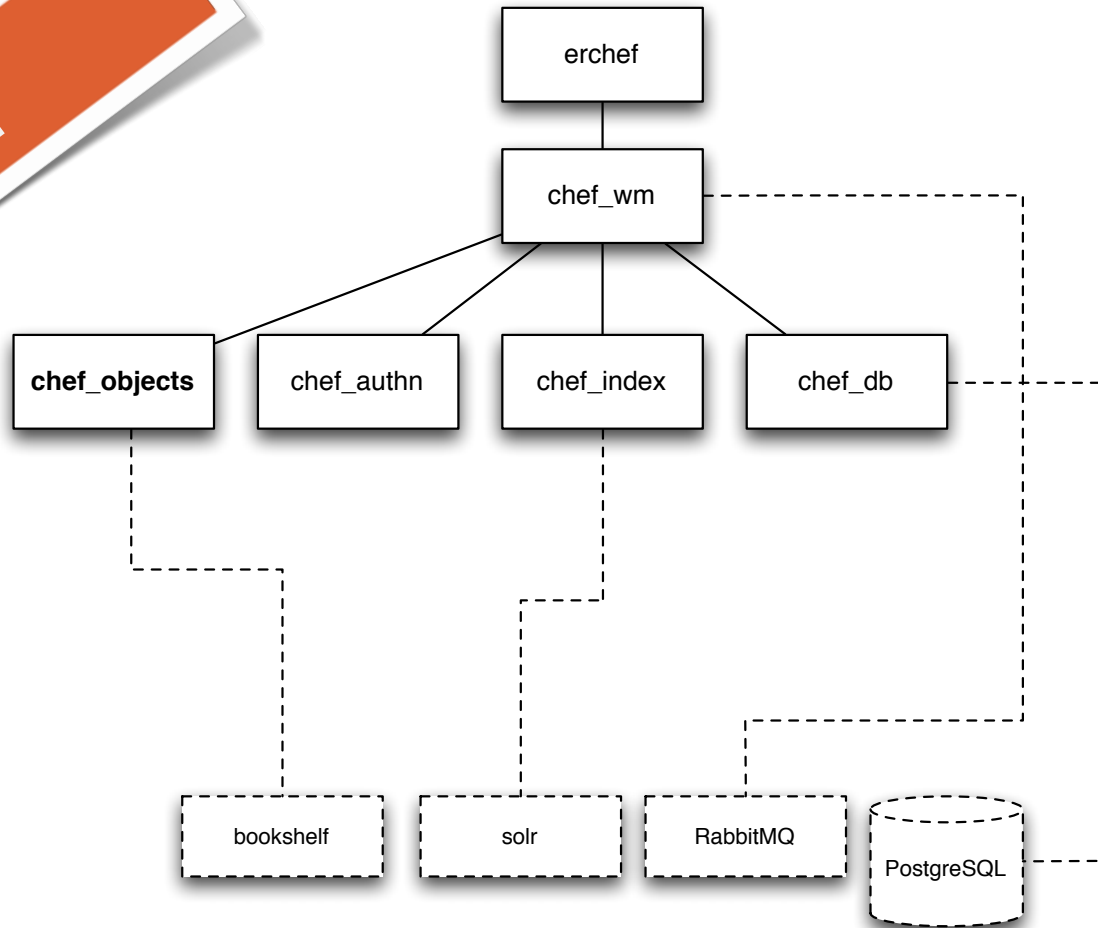 erchef
chef_wm
chef_objects
chef_authn
chef_index
chef_db
bookshelf
solr
RabbitMQ
PostgreSQL